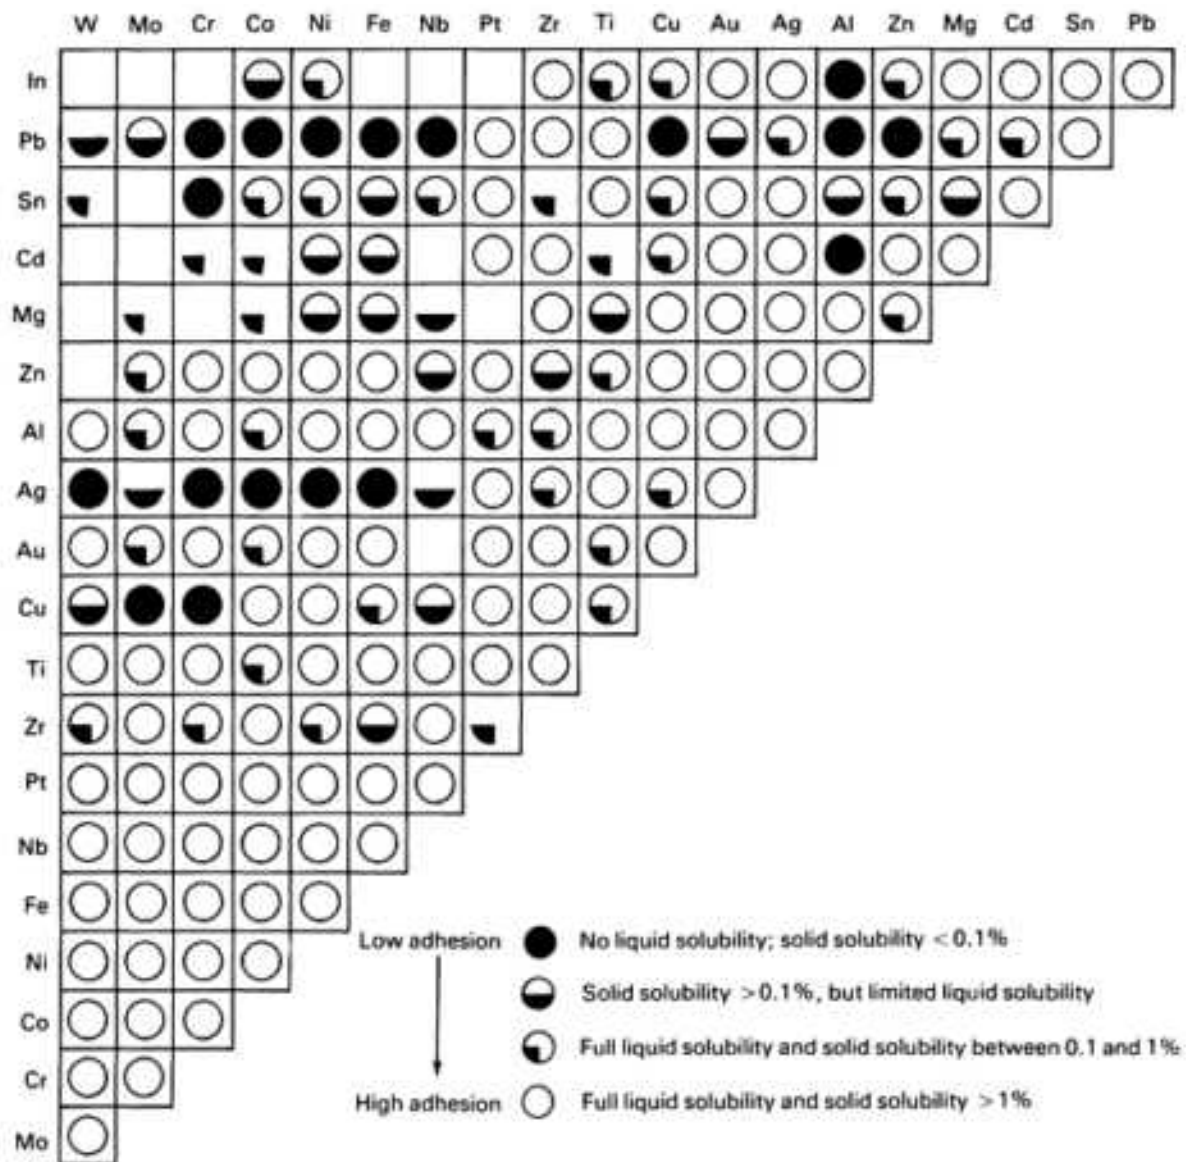 W Mo Cr Co Ni Fe Nb Pt Zr Ti Cu Au Ag Al Zn Mg Cd Sn Pb
In
Pb
Sn
Cd
Mg
Zn
Al
Ag
Au
Cu
Ti
Zr
Pt
Nb
Fe
Ni
Co
Cr
Mo
Low adhesion
No liquid solubility; solid solubility <0.1%
Solid solubility >0.1%, but limited liquid solubility
Full liquid solubility and solid solubility between 0.1 and 1%
High adhesion
Full liquid solubility and solid solubility >1%